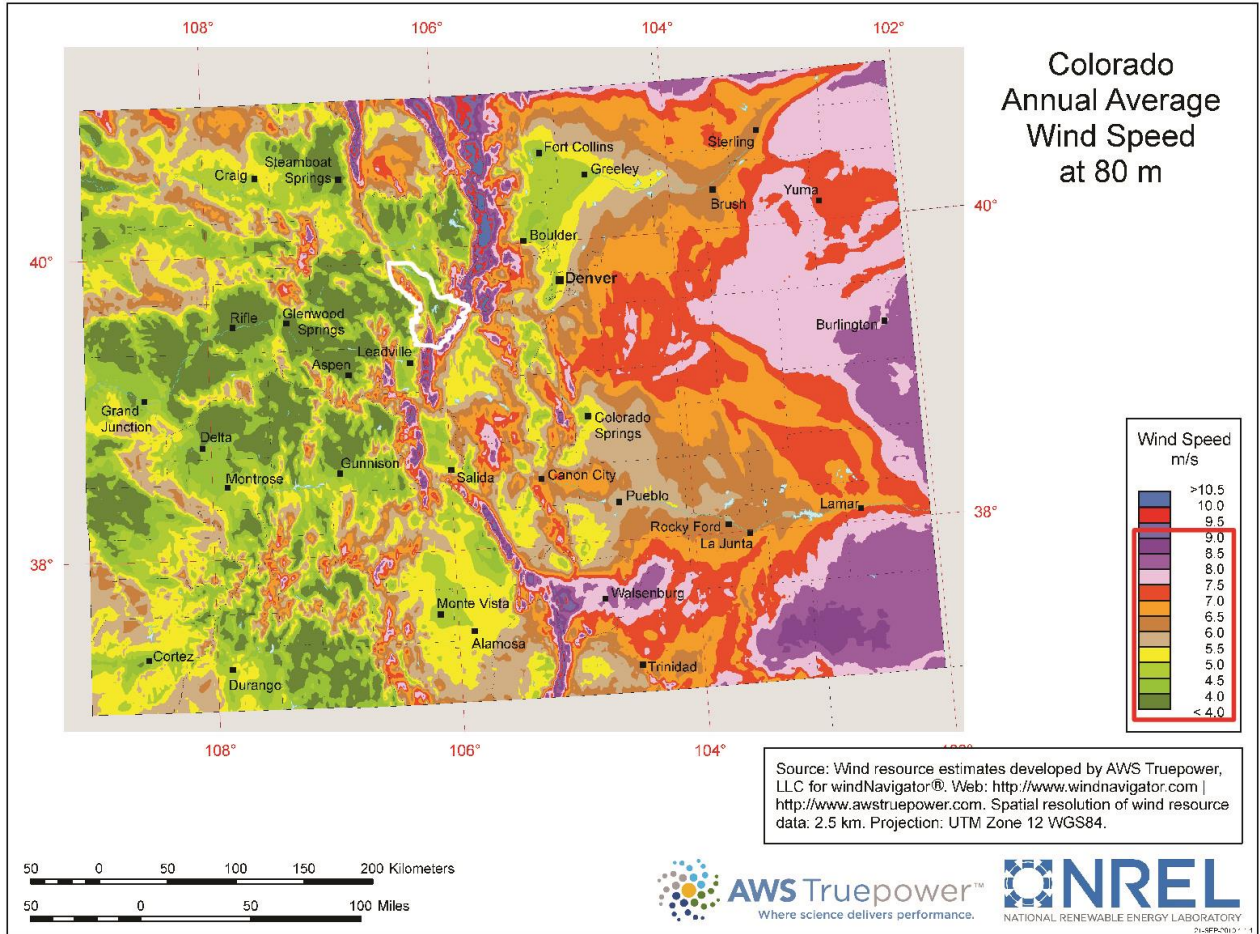 108°
106°
104°
102°
Colorado
Annual Average
Wind Speed
at 80 m
Fort Collins
Sterling
Steamboat
Springs
Craig
Greeley
Brush
Yuma
40°
Boulder
40°
Denver
Rifle
Glenwood
Springs
Burlington
Leadville
Aspen
Grand
Junction
Colorado
Springs
Delta
Gunnison
Salida
Canon City
Montrose
Pueblo
Lamar
Rocky Ford
38°
La Junta
38°
Walsenburg
Monte Vista
Alamosa
Cortez
Durango
Trinidad
108°
106°
104°
Wind Speed
m/s
>10.5
10.0
9.5
9.0
8.5
8.0
7.5
7.0
6.5
6.0
5.5
5.0
4.5
4.0
< 4.0
Source: Wind resource estimates developed by AWS Truepower,
LLC for windNavigator®. Web: http://www.windnavigator.com |
http://www.awstruepower.com. Spatial resolution of wind resource
data: 2.5 km. Projection: UTM Zone 12 WGS84.
50 0 50 100 150 200 Kilometers
50 0 50 100 Miles
AWS Truepower™
Where science delivers performance.
NREL
NATIONAL RENEWABLE ENERGY LABORATORY